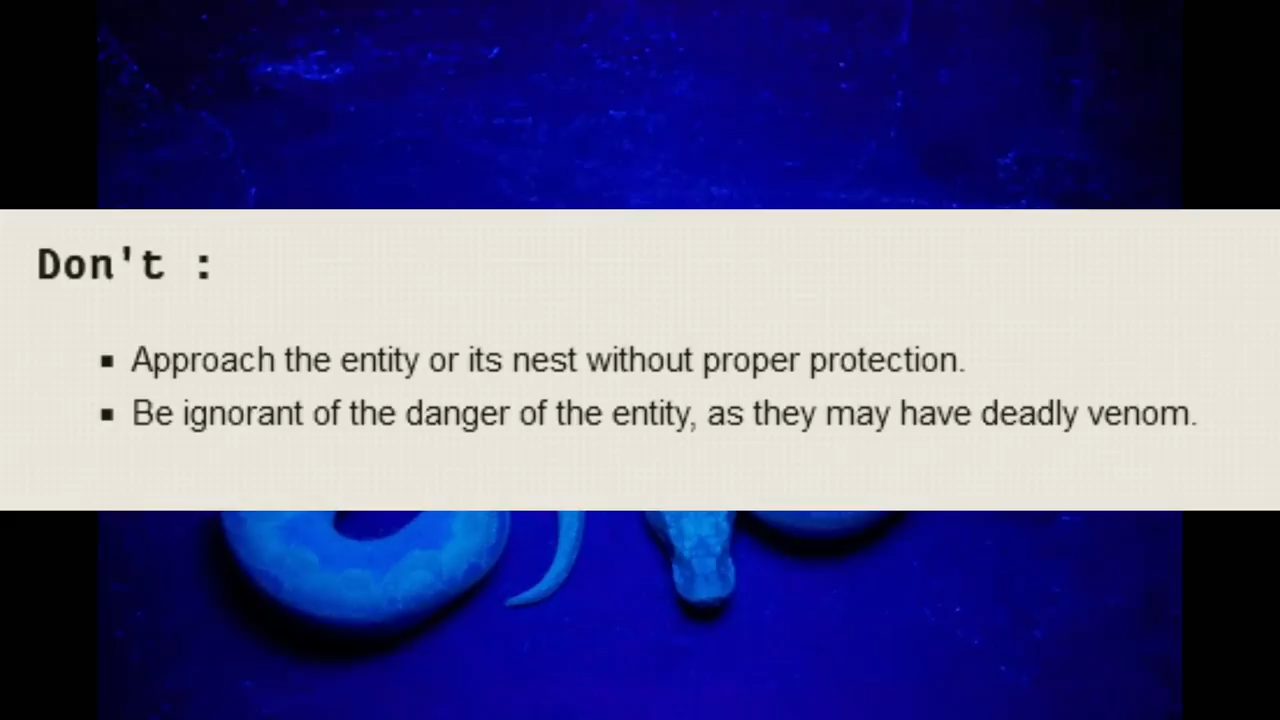 Don't :
Approach the entity or its nest without proper protection.
Be ignorant of the danger of the entity, as they may have deadly venom.